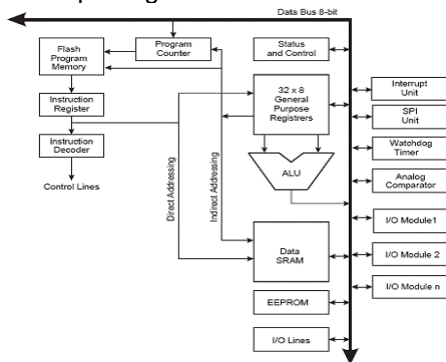 Data Bus 8-bit
Flash
Program
Memory
Program
Counter
Status
and Control
Instruction
Register
32 x 8
General
Purpose
Registrers
Instruction
Decoder
Control Lines
Direct Addressing
Indirect Addressing
ALU
Data
SRAM
EEPROM
I/O Lines
Interrupt
Unit
SPI
Unit
Watchdog
Timer
Analog
Comparator
I/O Module1
I/O Module 2
I/O Module n